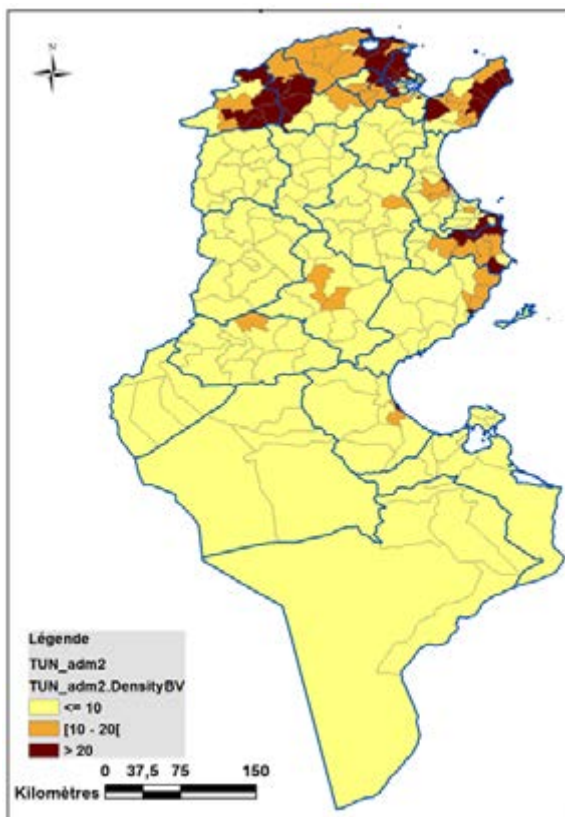 N
Légende
TUN_adm2
TUN_adm2.DensityBV
<= 10
[10 - 20[
> 20
0 37,5 75 150
Kilomètres